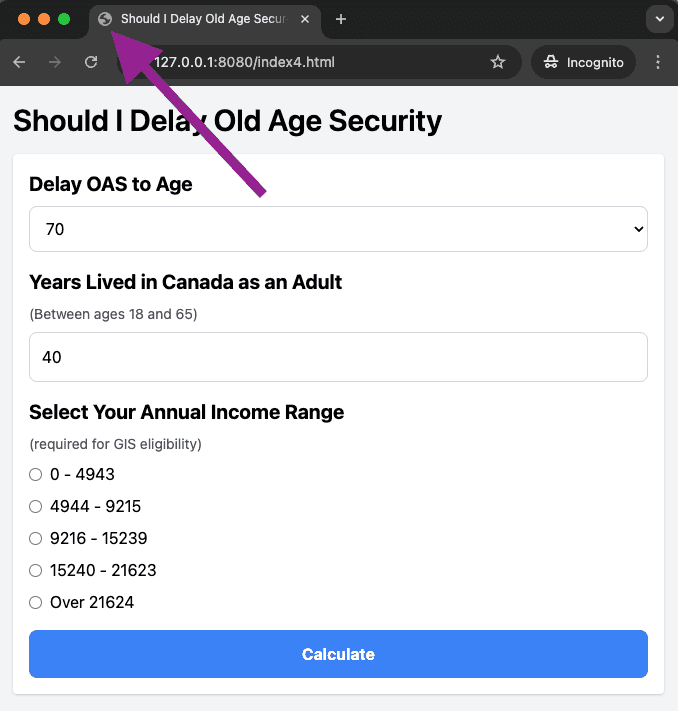 Should I Delay Old Age Secur
127.0.0.1:8080/index4.html
Incognito
Should I Delay Old Age Security
Delay OAS to Age
70
Years Lived in Canada as an Adult
(Between ages 18 and 65)
40
Select Your Annual Income Range
(required for GIS eligibility)
0 - 4943
4944 - 9215
9216 - 15239
15240 - 21623
Over 21624
Calculate